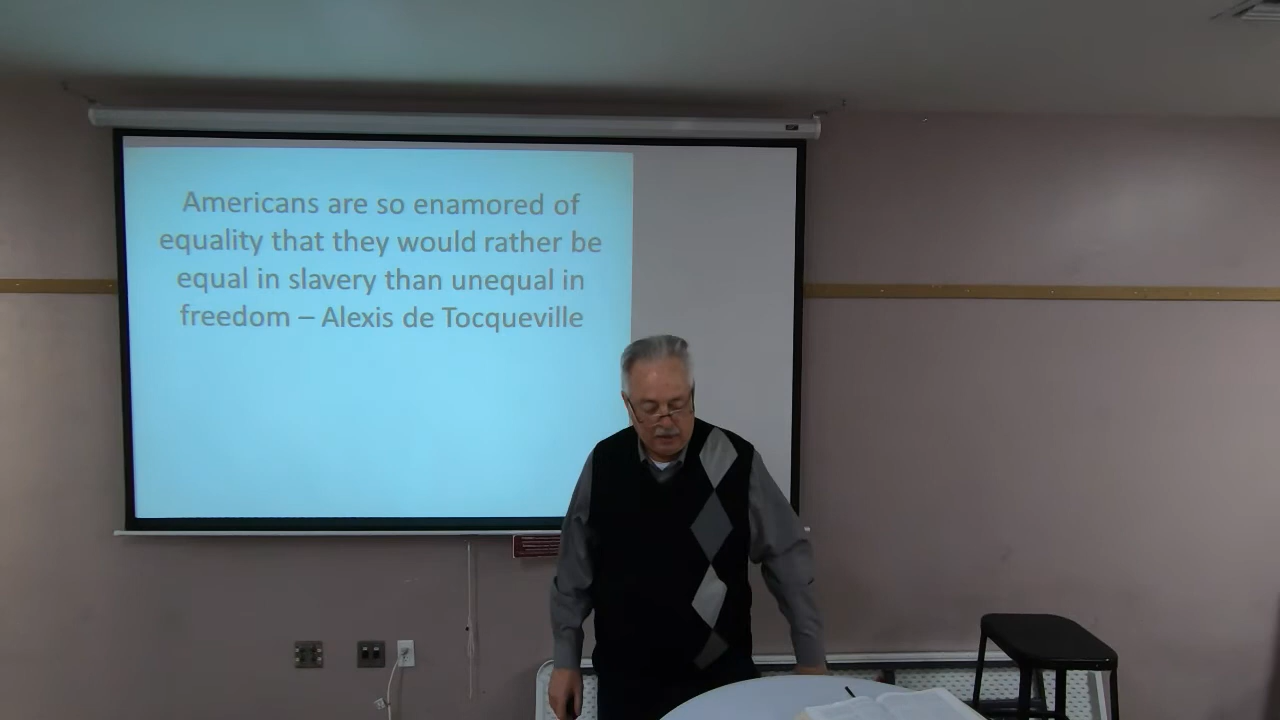 Americans are so enamored of
equality that they would rather be
equal in slavery than unequal in
freedom – Alexis de Tocqueville